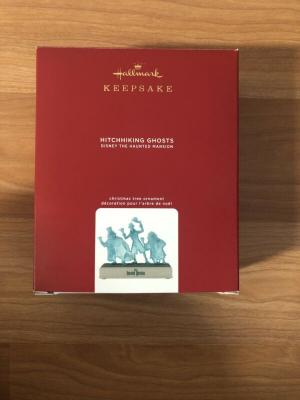 Hallmark
KEEPSAKE
HITCHHIKING GHOSTS
DISNEY THE HAUNTED MANSION
christmas tree ornament
décoration pour l'arbre de noël